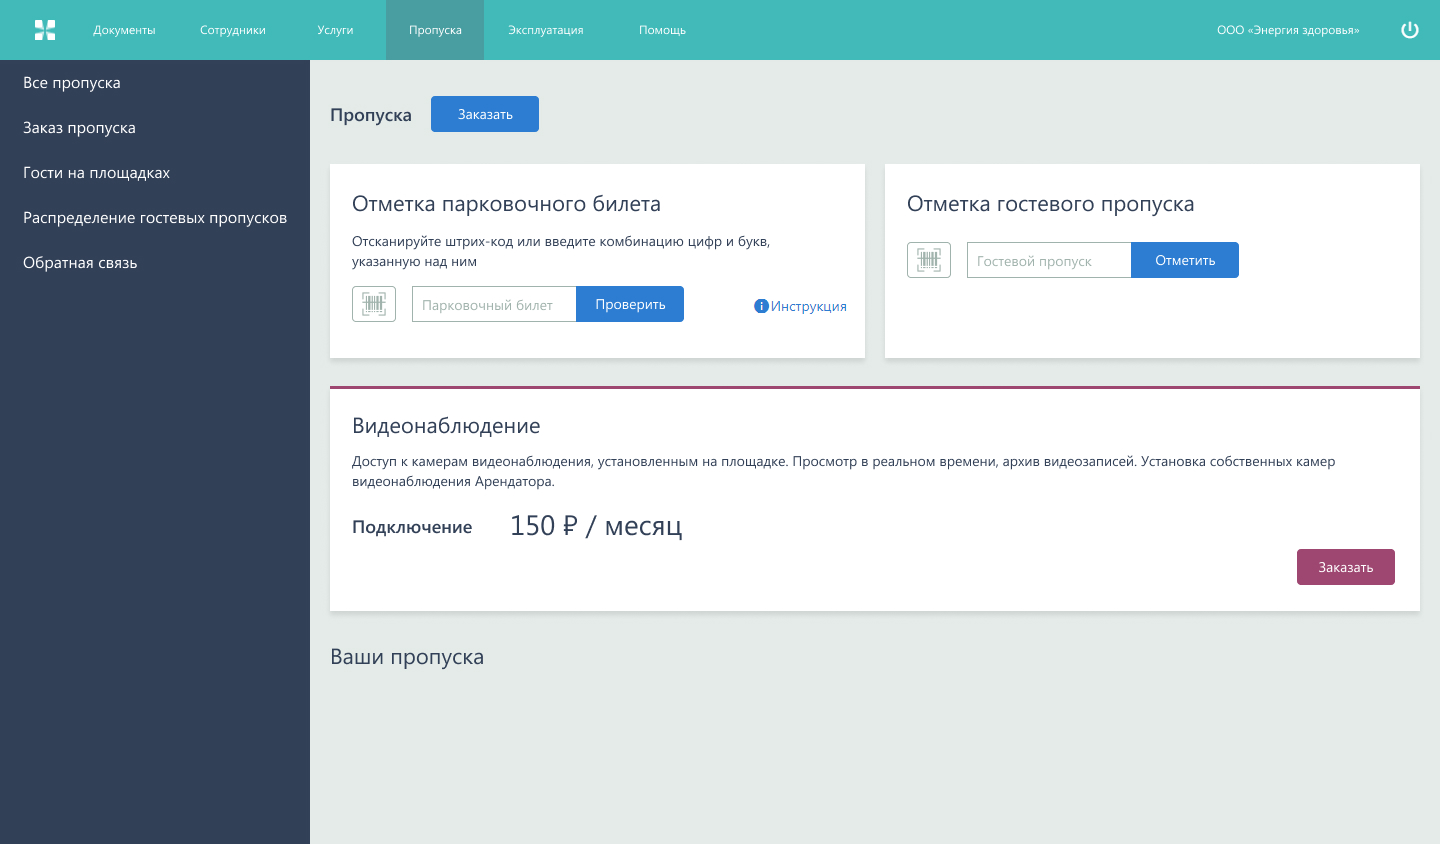 Документы
Сотрудники
Услуги
Пропуска
Эксплуатация
Помощь
ООО «Энергия здоровья»
Все пропуска
Заказ пропуска
Гости на площадках
Распределение гостевых пропусков
Обратная связь
Пропуска
Заказать
Отметка парковочного билета
Отсканируйте штрих-код или введите комбинацию цифр и букв,
указанную над ним
Парковочный билет
Проверить
Инструкция
Отметка гостевого пропуска
Гостевой пропуск
Отметить
Видеонаблюдение
Доступ к камерам видеонаблюдения, установленным на площадке. Просмотр в реальном времени, архив видеозаписей. Установка собственных камер
видеонаблюдения Арендатора.
Подключение
150 ₽ / месяц
Заказать
Ваши пропуска